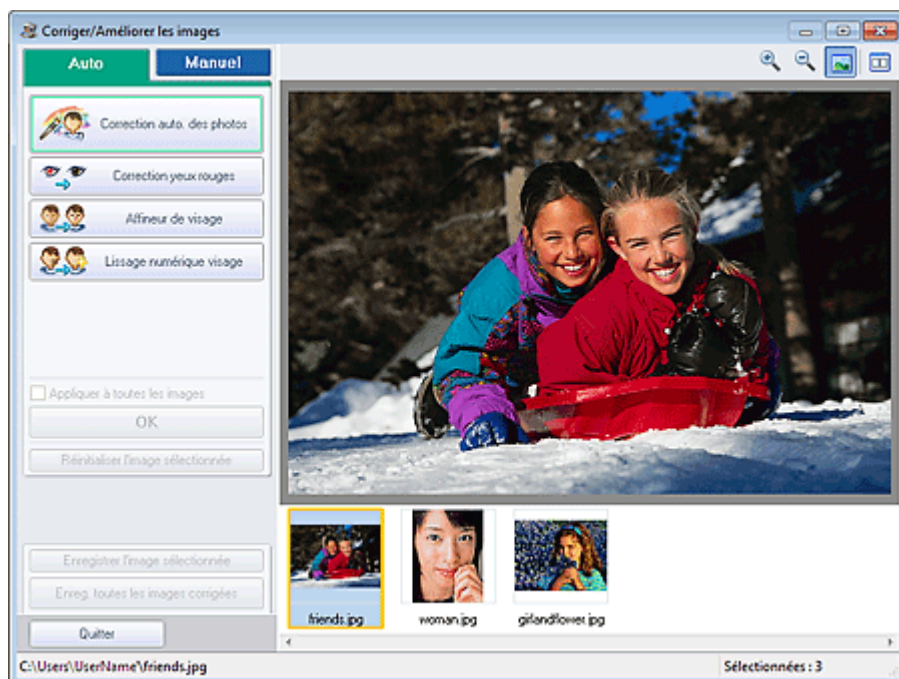 Corriger/Améliorer les images
Auto
Manuel
Correction auto. des photos
Correction yeux rouges
Affineur de visage
Lissage numérique visage
Appliquer à toutes les images
OK
Réinitialiser l'image sélectionnée
Enregistrer l'image sélectionnée
Enreg. toutes les images corrigées
Quitter
friends.jpg
woman.jpg
girlandflower.jpg
C:\Users\UserName\friends.jpg
Sélectionnées : 3